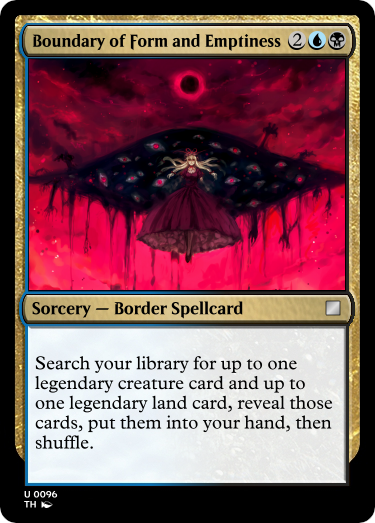 Boundary of Form and Emptiness 2
Sorcery — Border Spellcard
Search your library for up to one
legendary creature card and up to
one legendary land card, reveal those
cards, put them into your hand, then
shuffle.
U 0096
TH